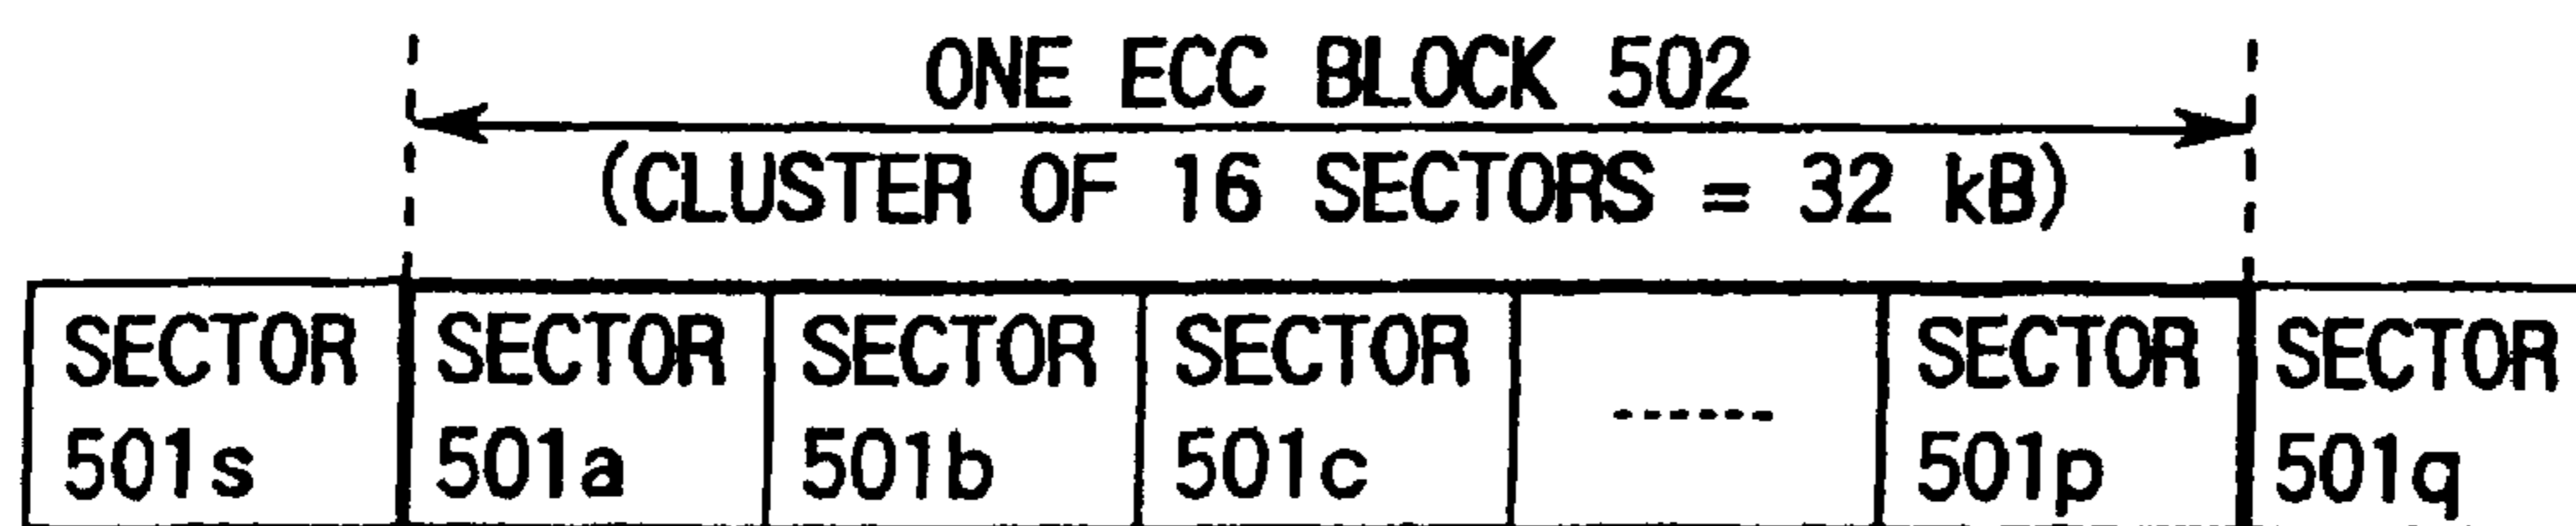 ONE ECC BLOCK 502
(CLUSTER OF 16 SECTORS = 32 kB)
SECTOR SECTOR SECTOR SECTOR SECTOR SECTOR
501s 501a 501b 501c ------ 501p 501q